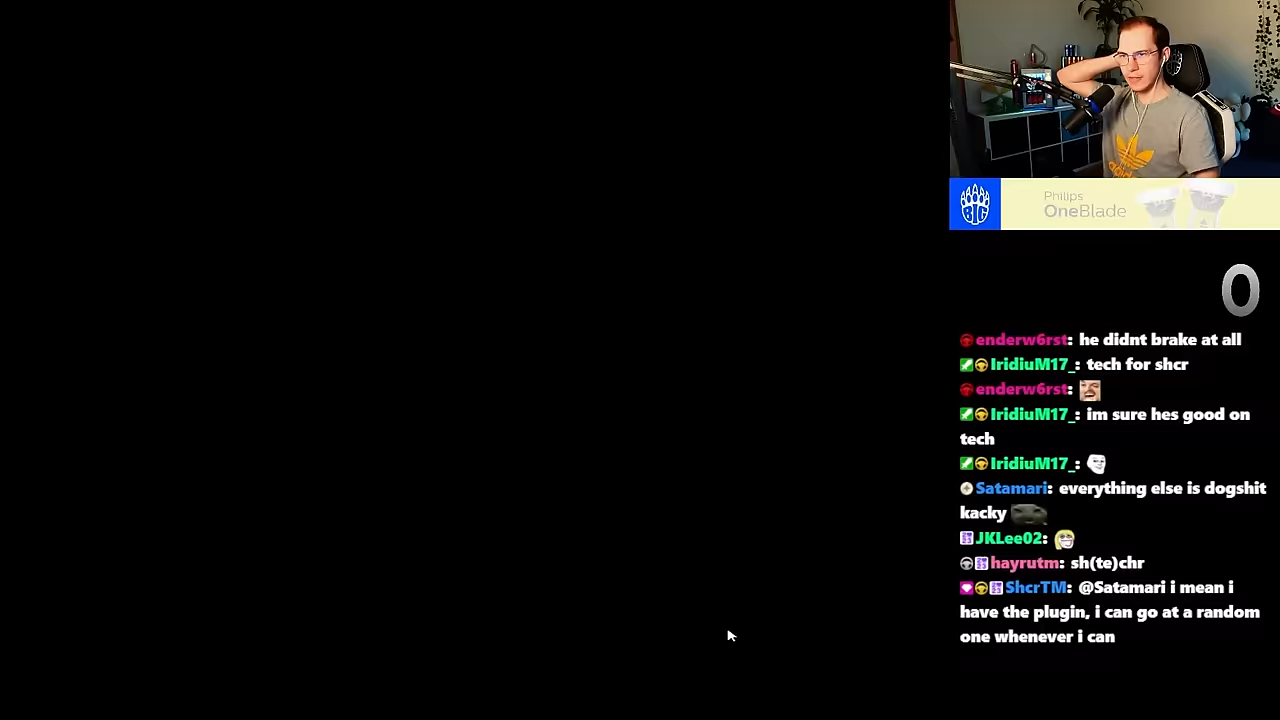 BIG
Philips
OneBlade
0
enderw6rst: he didnt brake at all
IridiuM17_: tech for shcr
enderw6rst:
IridiuM17_: im sure hes good on
tech
IridiuM17_:
Satamari: everything else is dogshit
kacky
JKLee02:
hayrutm: sh(te)chr
ShcrTM: @Satamari i mean i
have the plugin, i can go at a random
one whenever i can